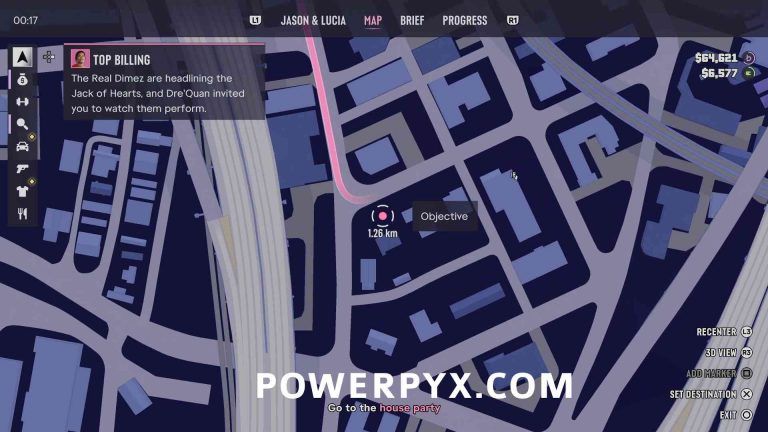 00:17
L1 JASON & LUCIA MAP BRIEF PROGRESS R1
TOP BILLING
The Real Dimez are headlining the
Jack of Hearts, and Dre'Quan invited
you to watch them perform.
$64,621
$6,577
Objective
1.26 km
RECENTER L3
3D VIEW R3
ADD MARKER
SET DESTINATION
EXIT
POWERPYX.COM
Go to the house party